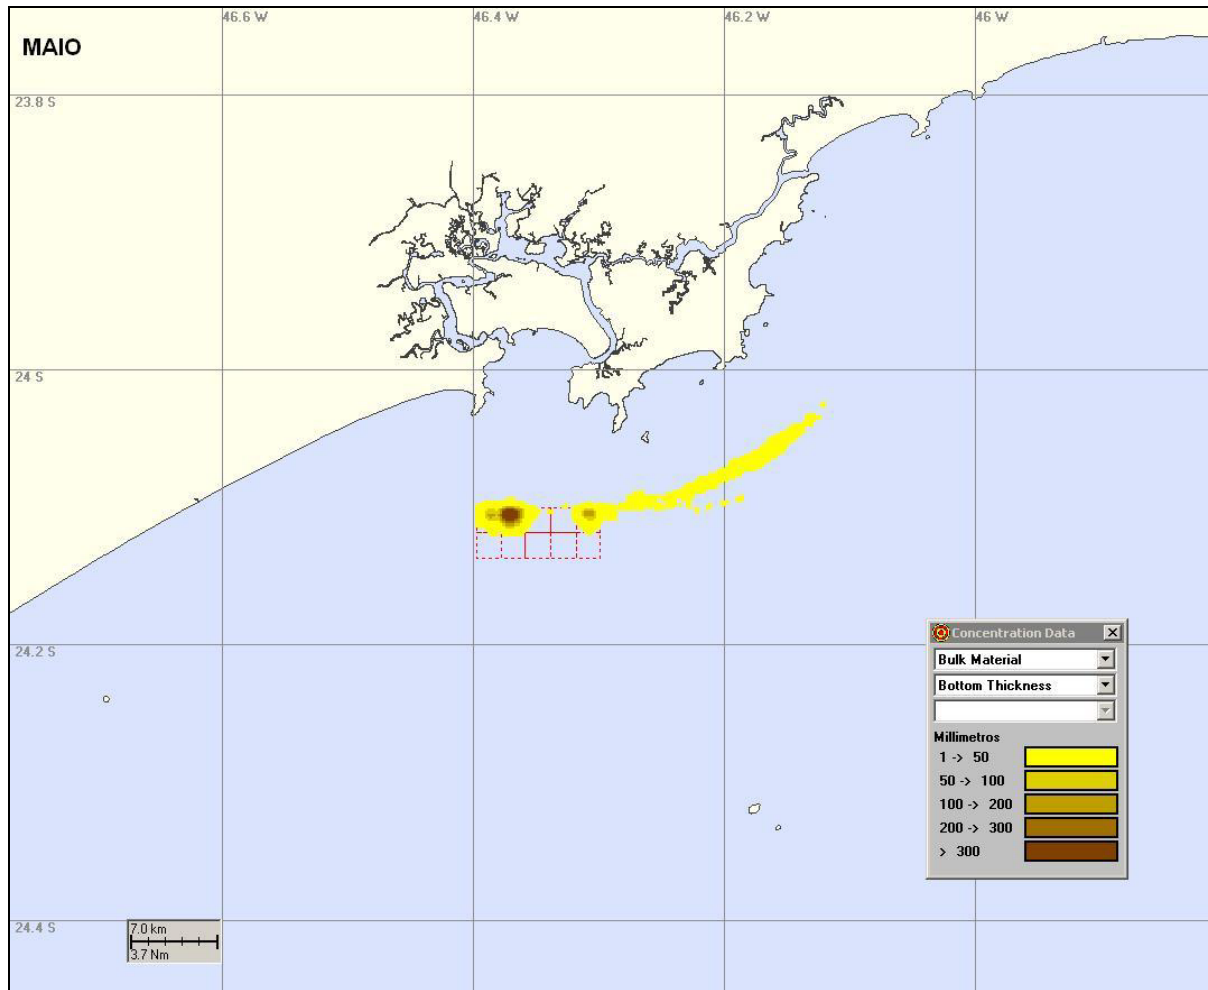 46.6 W
46.4 W
46.2 W
46 W
MAIO
23.8 S
24 S
24.2 S
24.4 S
Concentration Data
Bulk Material
Bottom Thickness
Millimetros
1 -> 50
50 -> 100
100 -> 200
200 -> 300
> 300
7.0 km
3.7 Nm